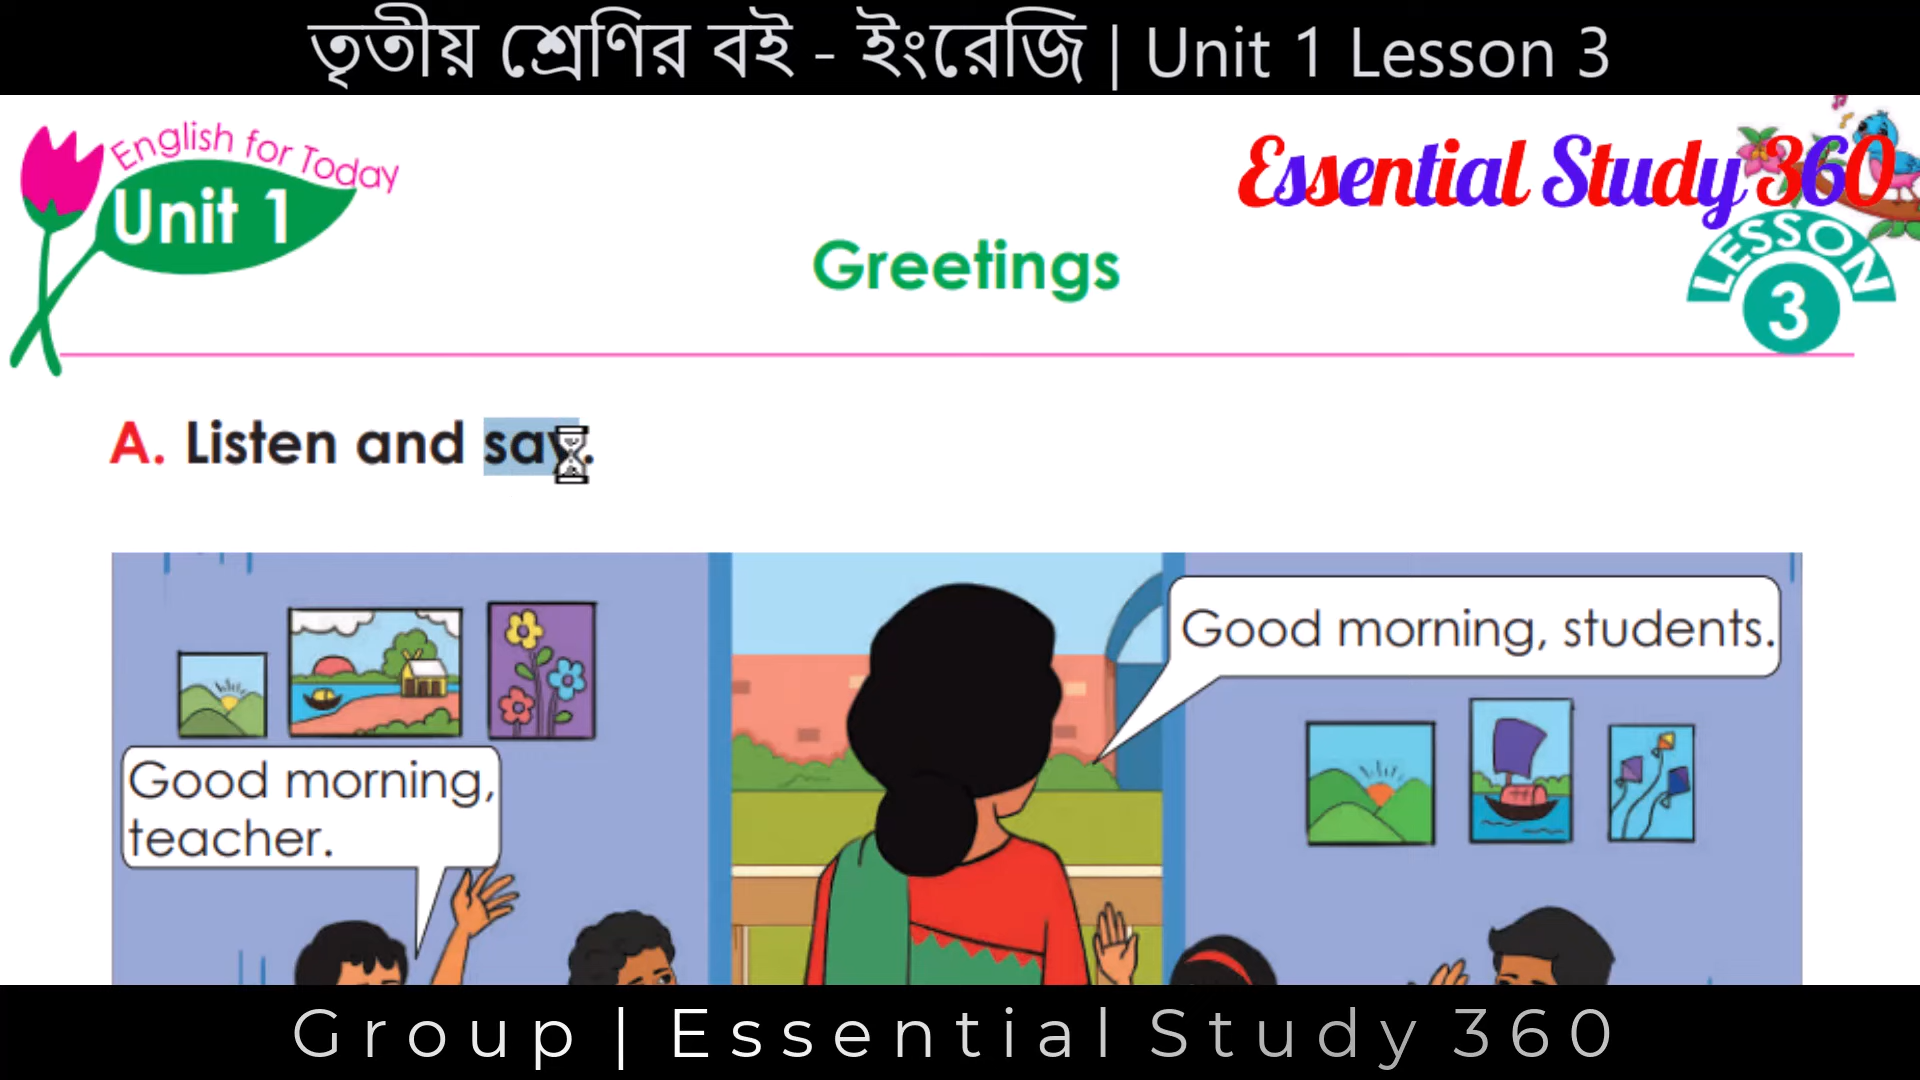 তৃতীয় শ্রেণির বই - ইংরেজি | Unit 1 Lesson 3
English for Today
Unit 1
Essential Study 360
LESSON
3
Greetings
A. Listen and say.
Good morning, students.
Good morning,
teacher.
Group | Essential Study 360